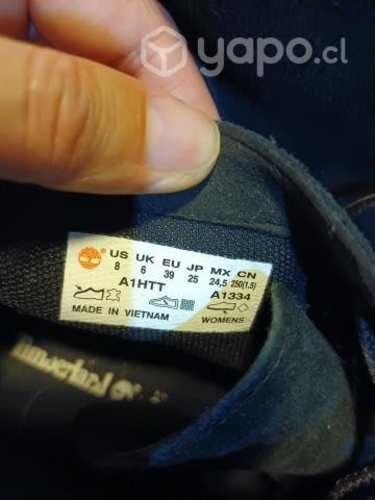 yapo.cl
US UK EU JP MX CN
8 6 39 25 24,5 250(1.5)
A1HTT A1334
MADE IN VIETNAM WOMENS
Timberland